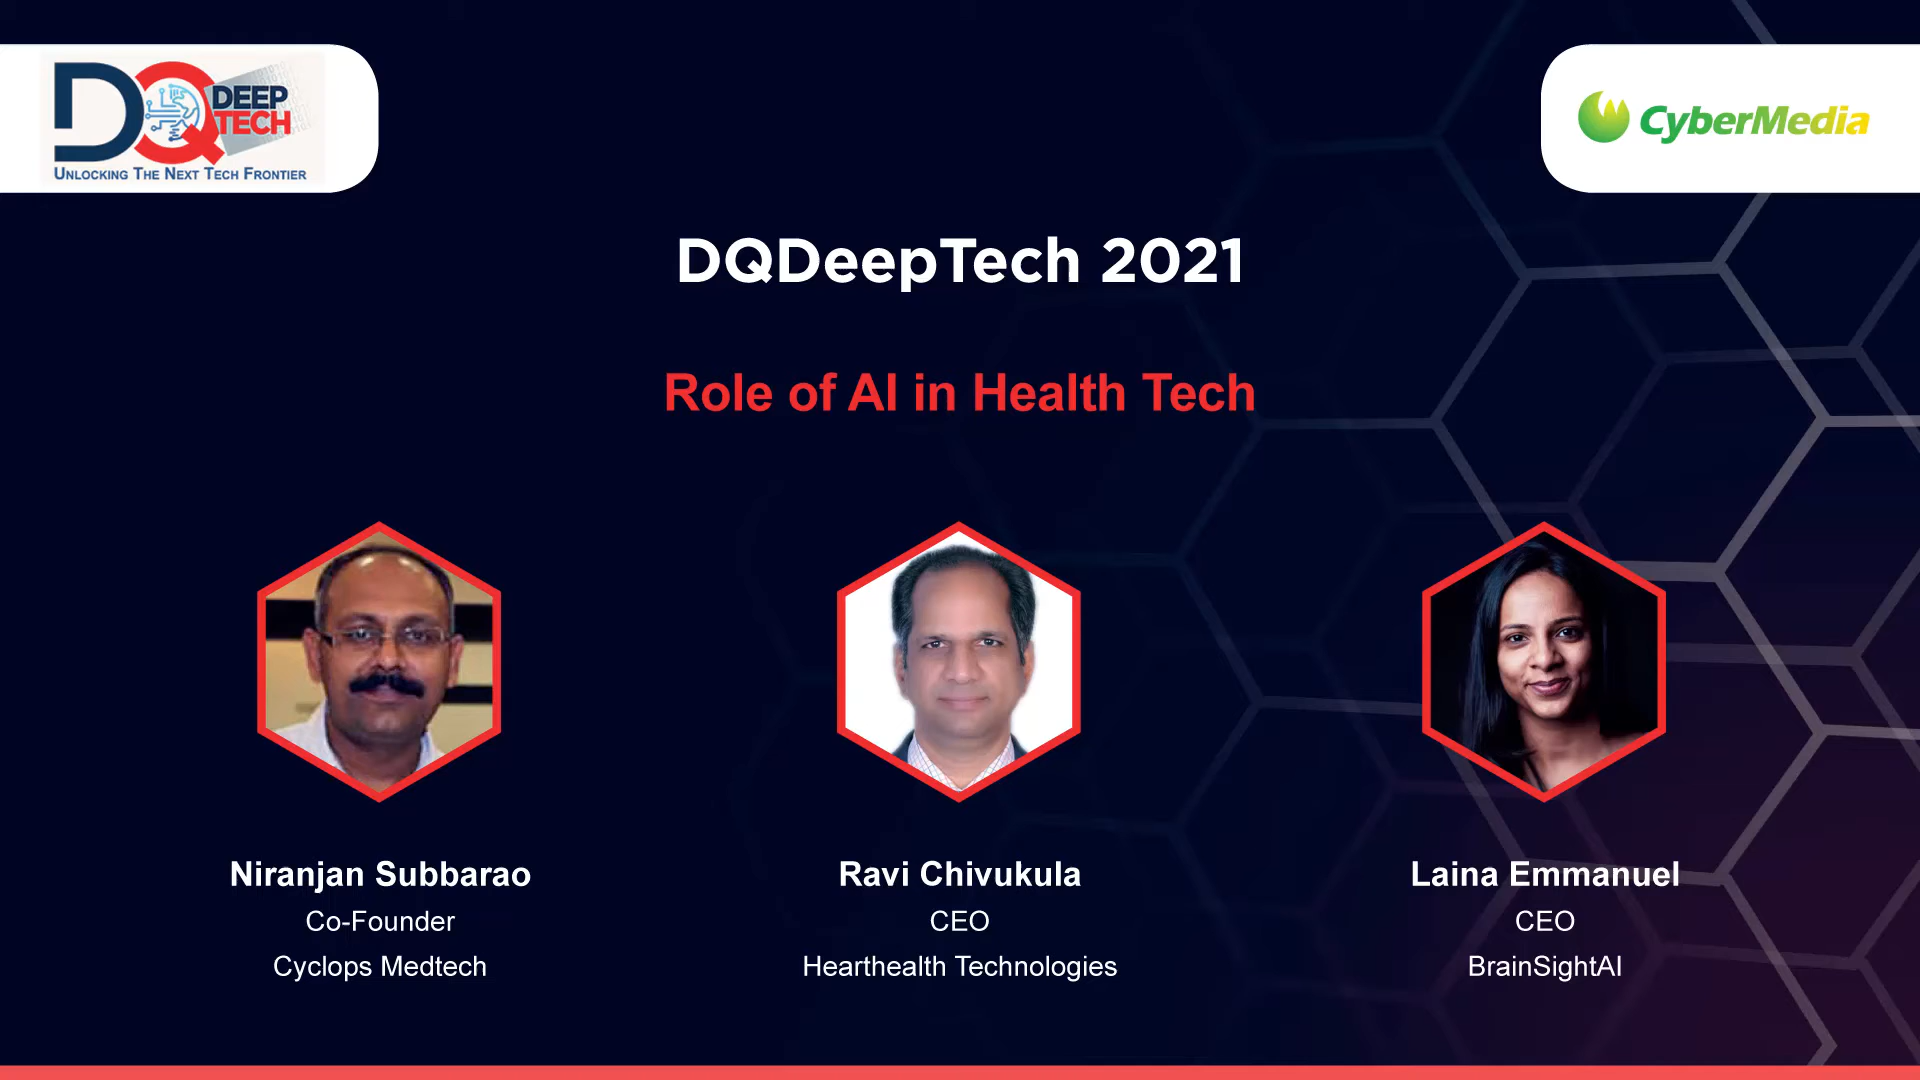 DQ DEEP
TECH
UNLOCKING THE NEXT TECH FRONTIER
CyberMedia
DQDeepTech 2021
Role of AI in Health Tech
Niranjan Subbarao
Co-Founder
Cyclops Medtech
Ravi Chivukula
CEO
Hearthealth Technologies
Laina Emmanuel
CEO
BrainSightAI